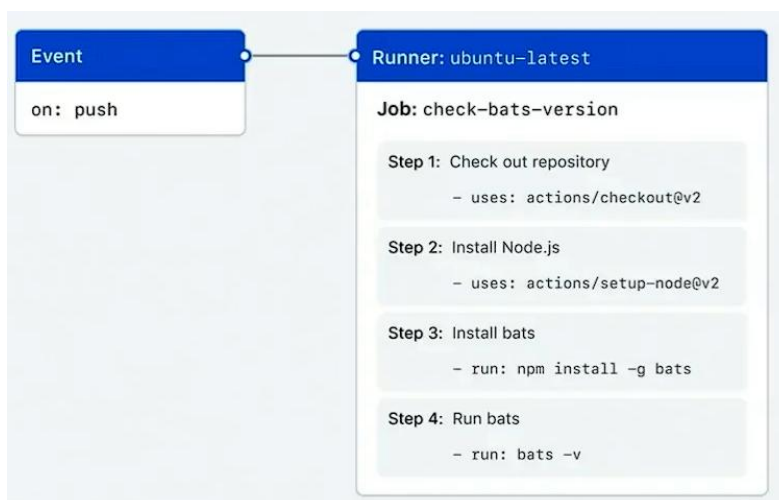 Event
on: push
Runner: ubuntu-latest
Job: check-bats-version
Step 1: Check out repository
- uses: actions/checkout@v2
Step 2: Install Node.js
- uses: actions/setup-node@v2
Step 3: Install bats
- run: npm install -g bats
Step 4: Run bats
- run: bats -v